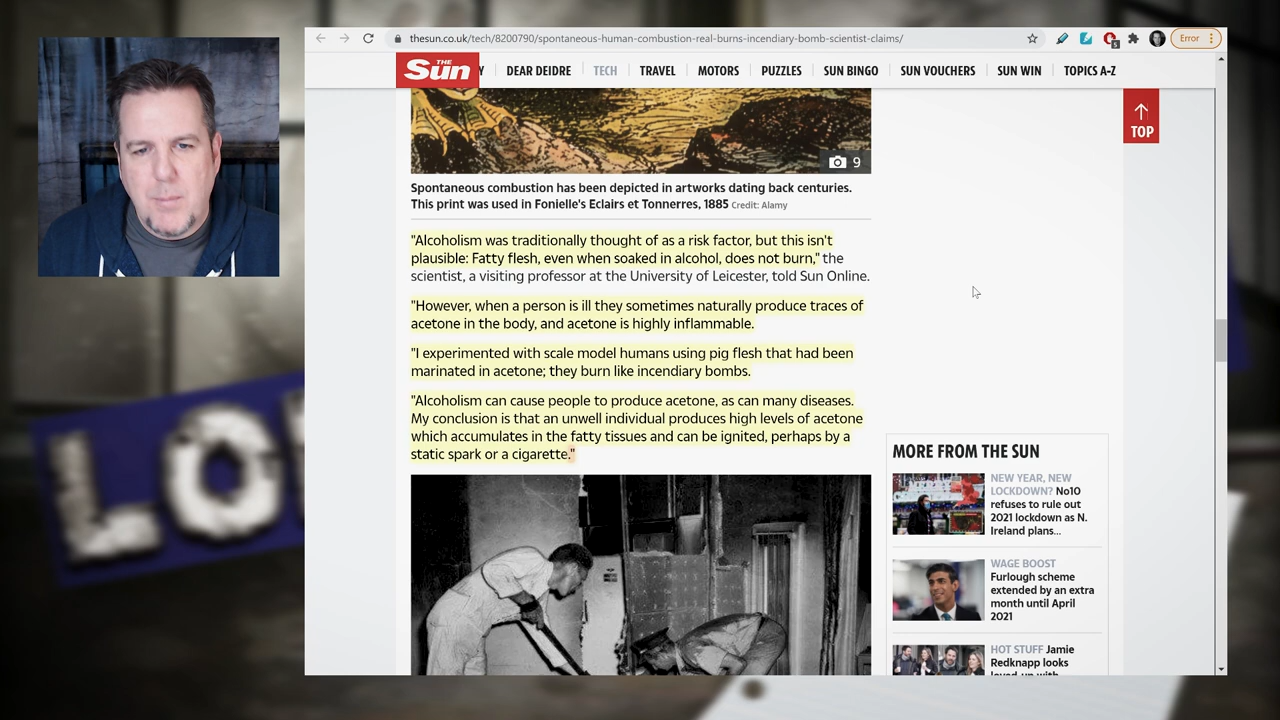 thesun.co.uk/tech/8200790/spontaneous-human-combustion-real-burns-incendiary-bomb-scientist-claims/
5
Error
THE
Sun
Y
DEAR DEIDRE
TECH
TRAVEL
MOTORS
PUZZLES
SUN BINGO
SUN VOUCHERS
SUN WIN
TOPICS A-Z
TOP
9
Spontaneous combustion has been depicted in artworks dating back centuries.
This print was used in Fonielle's Eclairs et Tonnerres, 1885 Credit: Alamy
"Alcoholism was traditionally thought of as a risk factor, but this isn't
plausible: Fatty flesh, even when soaked in alcohol, does not burn," the
scientist, a visiting professor at the University of Leicester, told Sun Online.
"However, when a person is ill they sometimes naturally produce traces of
acetone in the body, and acetone is highly inflammable.
"I experimented with scale model humans using pig flesh that had been
marinated in acetone; they burn like incendiary bombs.
"Alcoholism can cause people to produce acetone, as can many diseases.
My conclusion is that an unwell individual produces high levels of acetone
which accumulates in the fatty tissues and can be ignited, perhaps by a
static spark or a cigarette."
MORE FROM THE SUN
NEW YEAR, NEW
LOCKDOWN? No10
refuses to rule out
2021 lockdown as N.
Ireland plans...
WAGE BOOST
Furlough scheme
extended by an extra
month until April
2021
HOT STUFF Jamie
Redknapp looks
LO